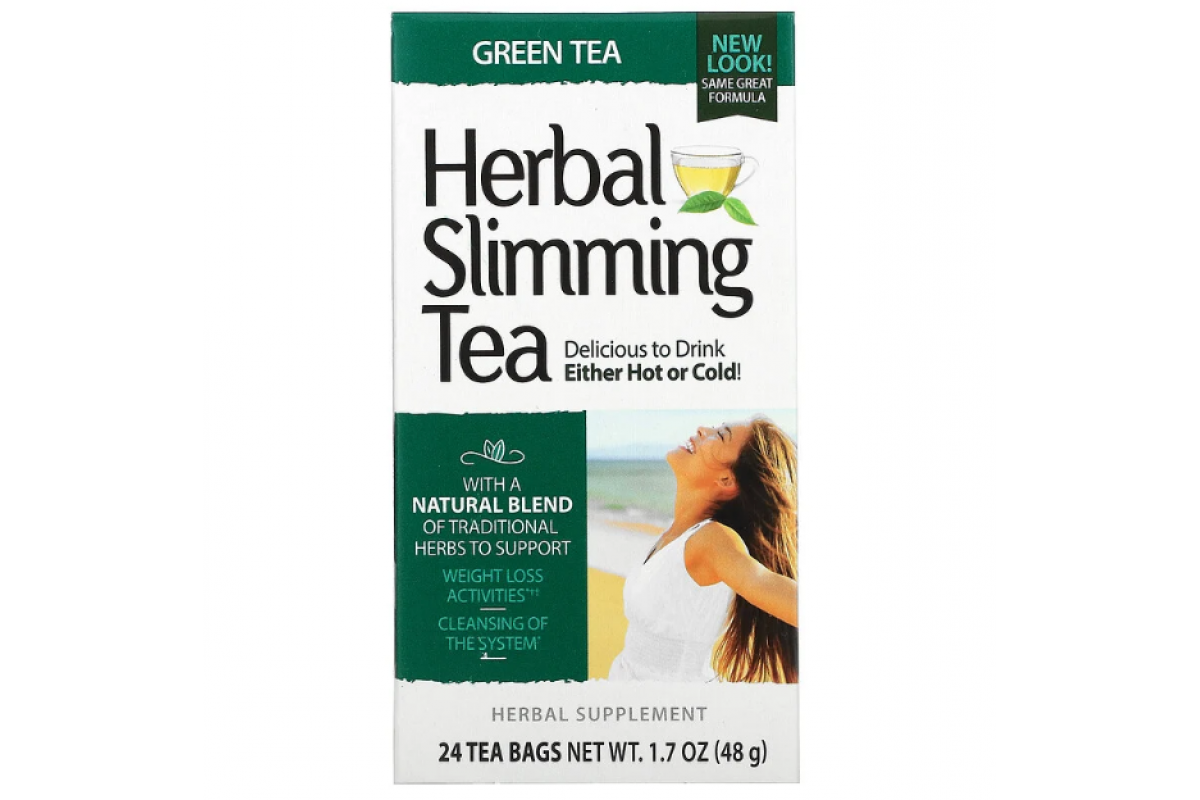 GREEN TEA
NEW
LOOK!
SAME GREAT
FORMULA
Herbal
Slimming
Tea
Delicious to Drink
Either Hot or Cold!
WITH A
NATURAL BLEND
OF TRADITIONAL
HERBS TO SUPPORT
WEIGHT LOSS
ACTIVITIES*†‡
CLEANSING OF
THE SYSTEM*
HERBAL SUPPLEMENT
24 TEA BAGS NET WT. 1.7 OZ (48 g)